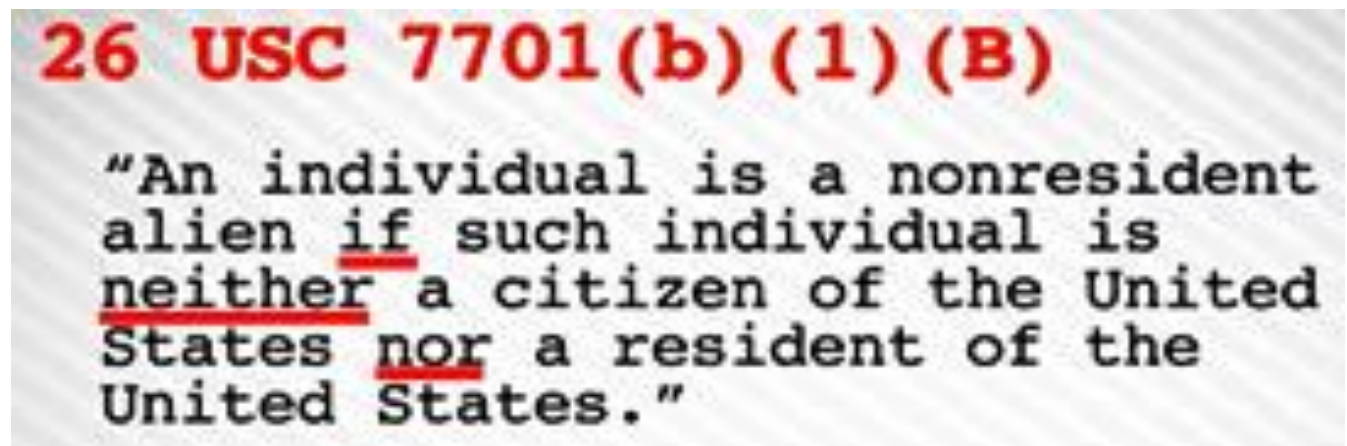 26 USC 7701(b)(1)(B)
"An individual is a nonresident
alien if such individual is
neither a citizen of the United
States nor a resident of the
United States."